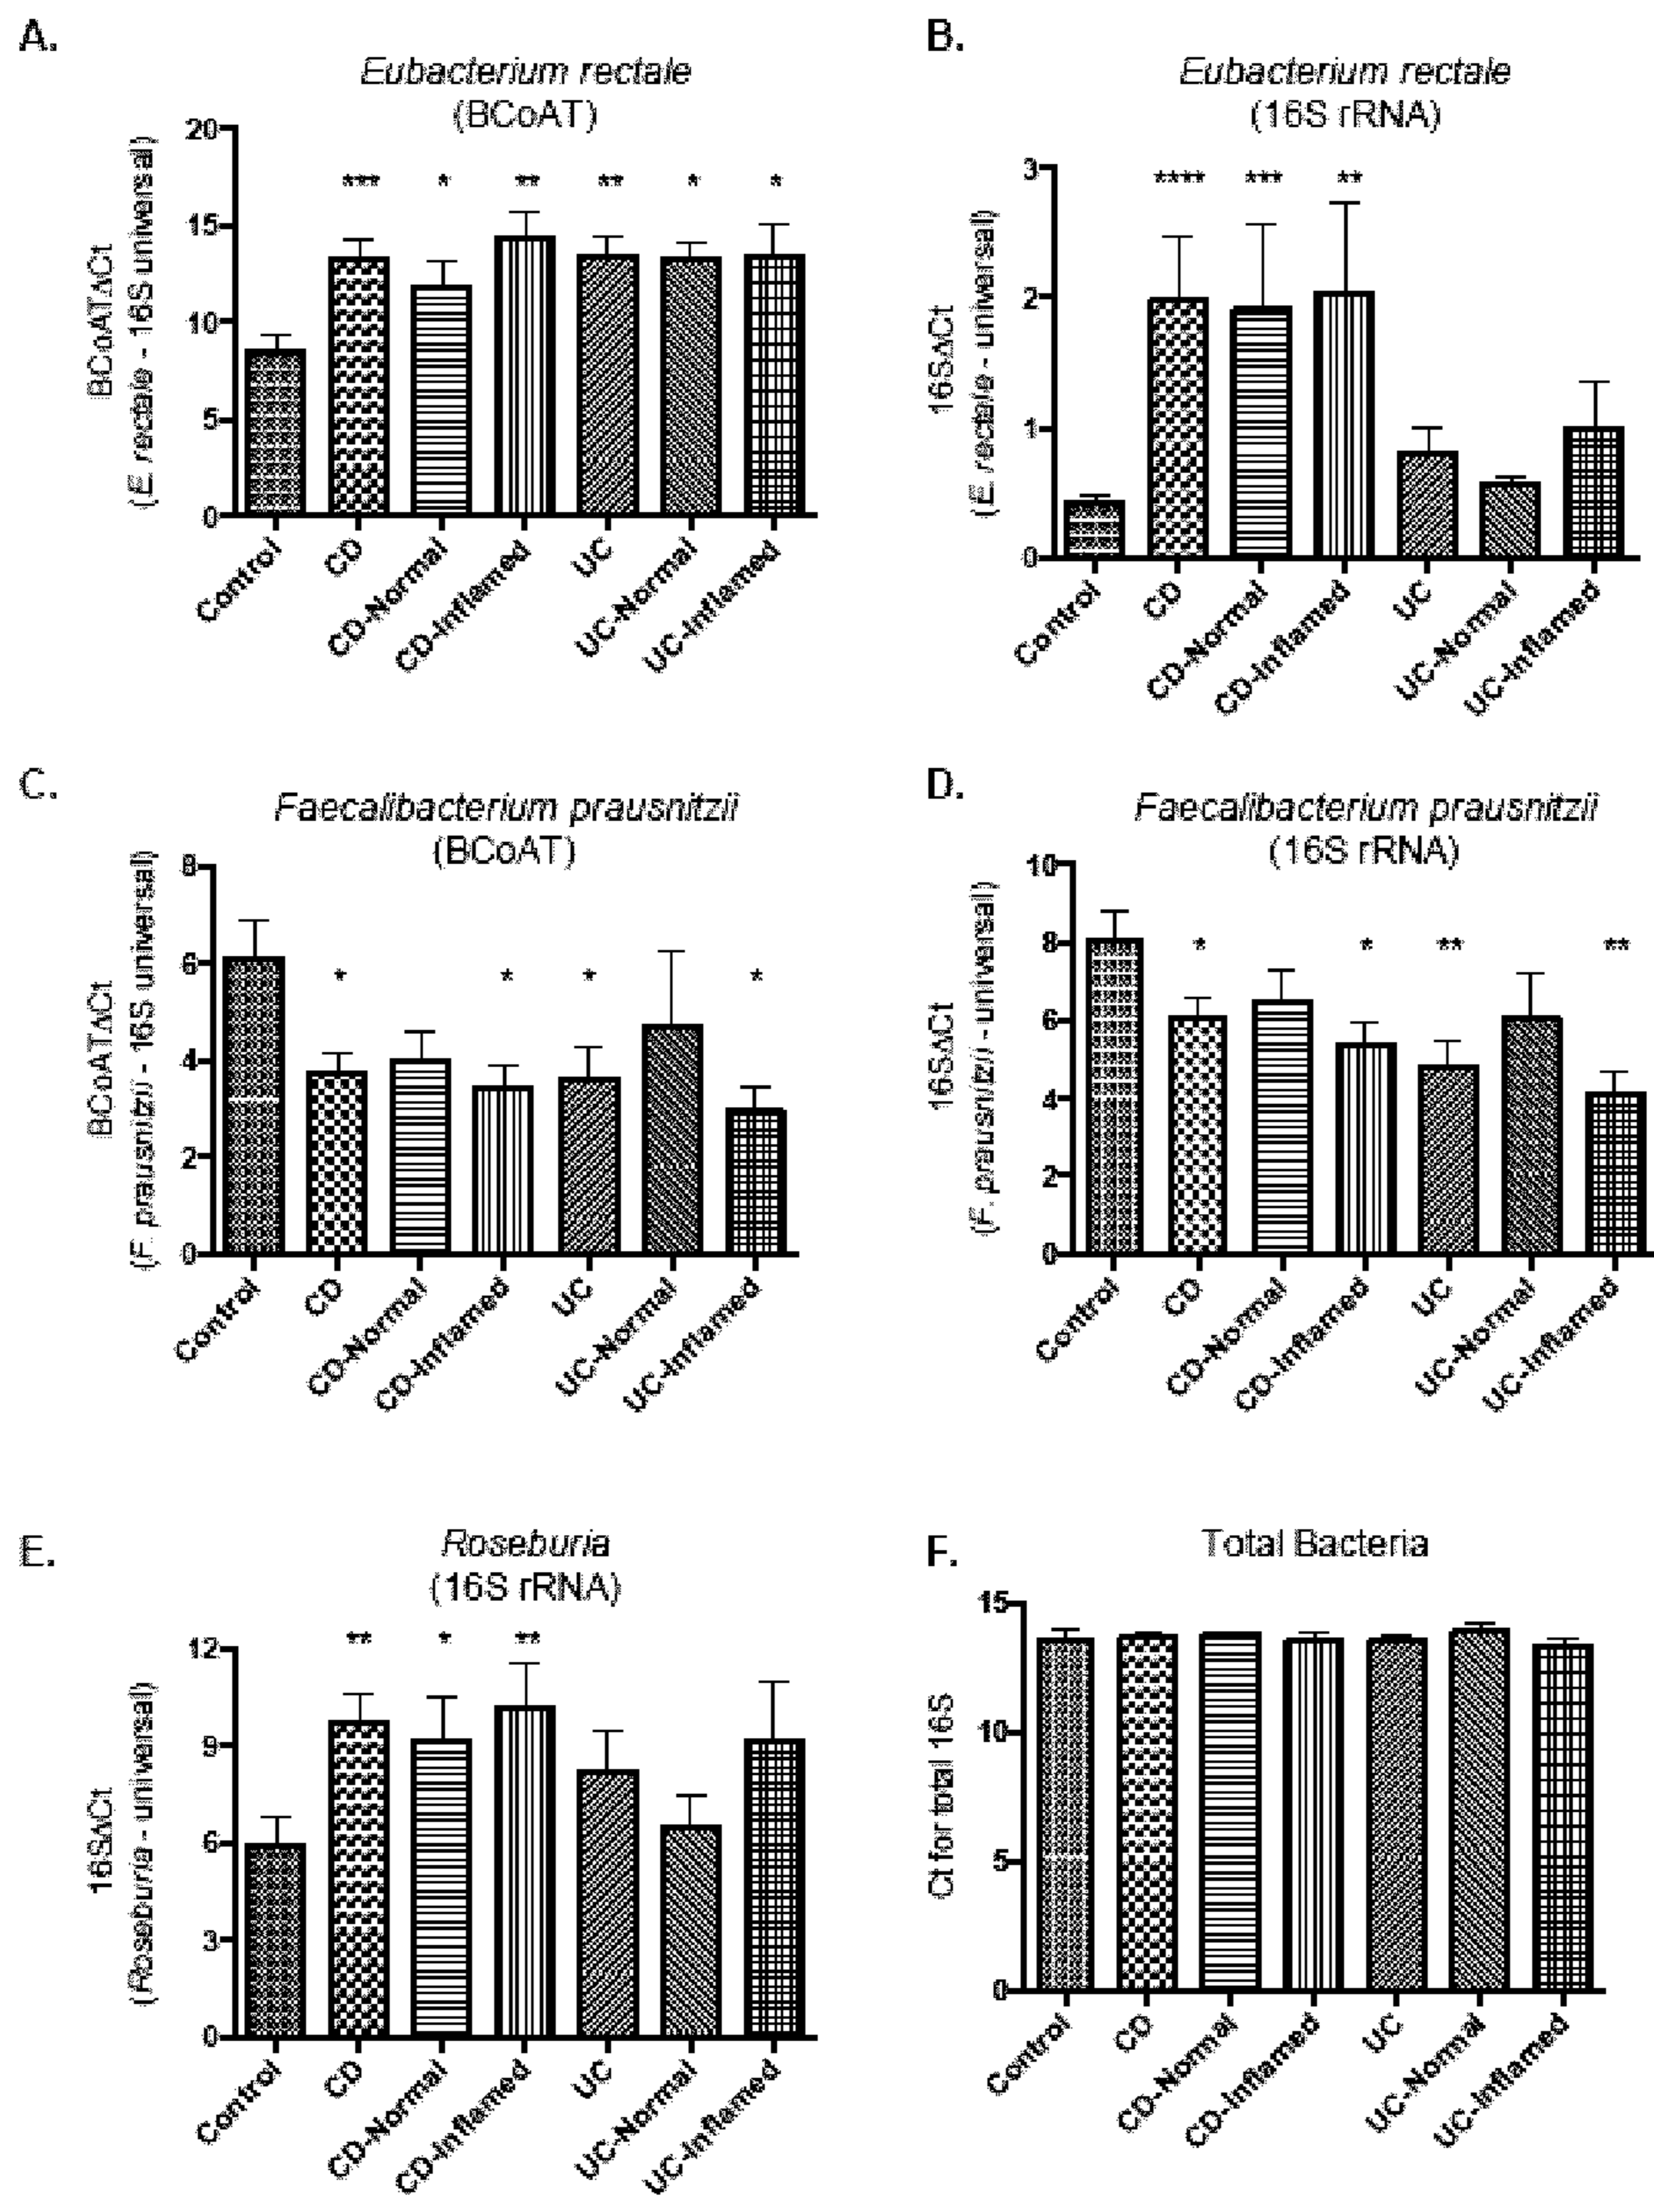 A.
Eubacterium rectale
(BCoAT)
BCoATΔCt
(E. rectale - 16S universal)
20
15
10
5
0
*** * ** ** * *
Control
CD
CD-Normal
CD-Inflamed
UC
UC-Normal
UC-Inflamed
B.
Eubacterium rectale
(16S rRNA)
16SΔCt
(E. rectale - universal)
3
2
1
0
**** *** **
Control
CD
CD-Normal
CD-Inflamed
UC
UC-Normal
UC-Inflamed
C.
Faecalibacterium prausnitzii
(BCoAT)
BCoATΔCt
(F. prausnitzii - 16S universal)
8
6
4
2
0
* * * *
Control
CD
CD-Normal
CD-Inflamed
UC
UC-Normal
UC-Inflamed
D.
Faecalibacterium prausnitzii
(16S rRNA)
16SΔCt
(F. prausnitzii - universal)
10
8
6
4
2
0
* * ** **
Control
CD
CD-Normal
CD-Inflamed
UC
UC-Normal
UC-Inflamed
E.
Roseburia
(16S rRNA)
16SΔCt
(Roseburia - universal)
12
9
6
3
0
** * **
Control
CD
CD-Normal
CD-Inflamed
UC
UC-Normal
UC-Inflamed
F.
Total Bacteria
Ct for total 16S
15
10
5
0
Control
CD
CD-Normal
CD-Inflamed
UC
UC-Normal
UC-Inflamed